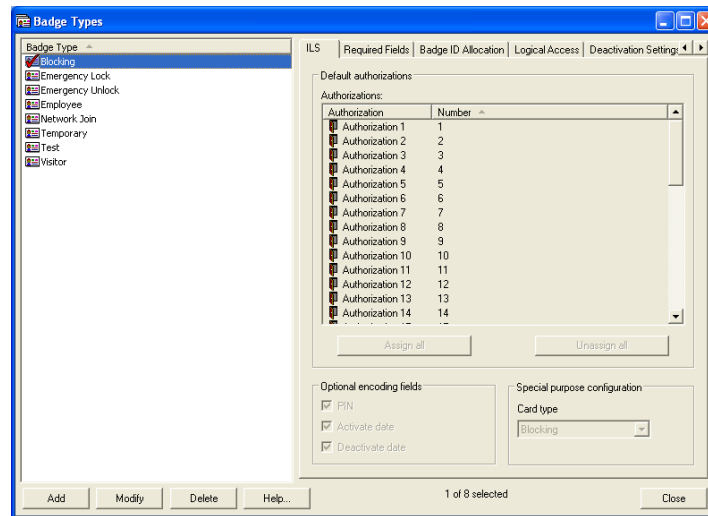 Badge Types
Badge Type
Blocking
Emergency Lock
Emergency Unlock
Employee
Network Join
Temporary
Test
Visitor
ILS Required Fields Badge ID Allocation Logical Access Deactivation Settings
Default authorizations
Authorizations:
Authorization Number
Authorization 1 1
Authorization 2 2
Authorization 3 3
Authorization 4 4
Authorization 5 5
Authorization 6 6
Authorization 7 7
Authorization 8 8
Authorization 9 9
Authorization 10 10
Authorization 11 11
Authorization 12 12
Authorization 13 13
Authorization 14 14
Assign all Unassign all
Optional encoding fields
PIN
Activate date
Deactivate date
Special purpose configuration
Card type
Blocking
Add Modify Delete Help... 1 of 8 selected Close